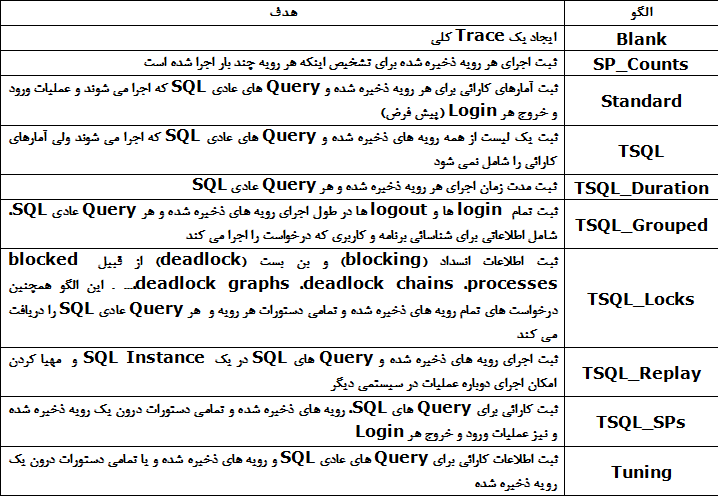 الگو هدف
Blank ایجاد یک Trace کلی
SP_Counts ثبت اجرای هر رویه ذخیره شده برای تشخیص اینکه هر رویه چند بار اجرا شده است
Standard ثبت آمارهای کارائی برای هر رویه ذخیره شده و Query های عادی SQL که اجرا می شوند و عملیات ورود
و خروج هر Login (پیش فرض)
TSQL ثبت یک لیست از همه رویه های ذخیره شده و Query های عادی SQL که اجرا می شوند ولی آمارهای
کارائی را شامل نمی شود
TSQL_Duration ثبت مدت زمان اجرای هر رویه ذخیره شده و هر Query عادی SQL
TSQL_Grouped ثبت تمام login ها و logout ها در طول اجرای رویه های ذخیره شده و هر Query عادی SQL،
شامل اطلاعاتی برای شناسائی برنامه و کاربری که درخواست را اجرا می کند
TSQL_Locks ثبت اطلاعات انسداد (blocking) و بن بست (deadlock) از قبیل blocked
processes، deadlock chains، deadlock graphs،... . این الگو همچنین
درخواست های تمام رویه های ذخیره شده و تمامی دستورات هر رویه و هر Query عادی SQL را دریافت
می کند
TSQL_Replay ثبت اجرای رویه های ذخیره شده و Query های SQL در یک SQL Instance و مهیا کردن
امکان اجرای دوباره عملیات در سیستمی دیگر
TSQL_SPs ثبت کارائی برای Query های SQL، رویه های ذخیره شده و تمامی دستورات درون یک رویه ذخیره شده
و نیز عملیات ورود و خروج هر Login
Tuning ثبت اطلاعات کارائی برای Query های عادی SQL و رویه های ذخیره شده و یا تمامی دستورات درون یک
رویه ذخیره شده